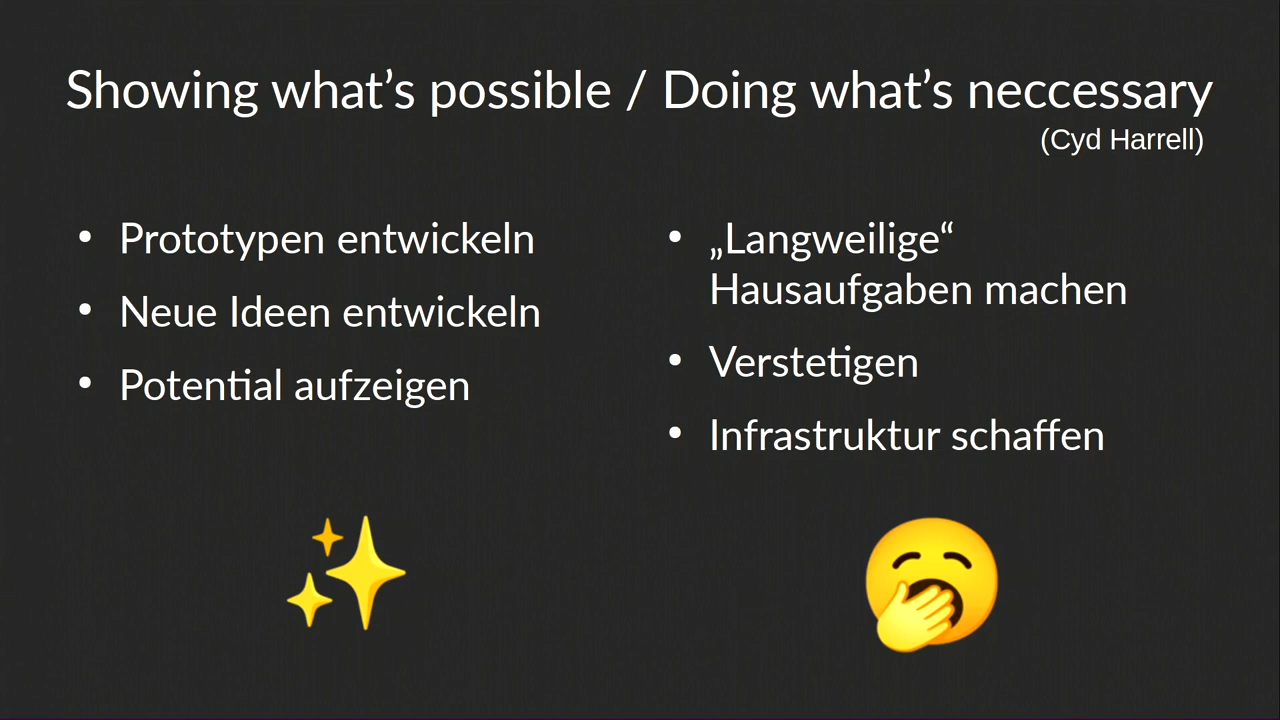 Showing what’s possible / Doing what’s neccessary
(Cyd Harrell)
• Prototypen entwickeln
• Neue Ideen entwickeln
• Potential aufzeigen
• „Langweilige“
Hausaufgaben machen
• Verstetigen
• Infrastruktur schaffen